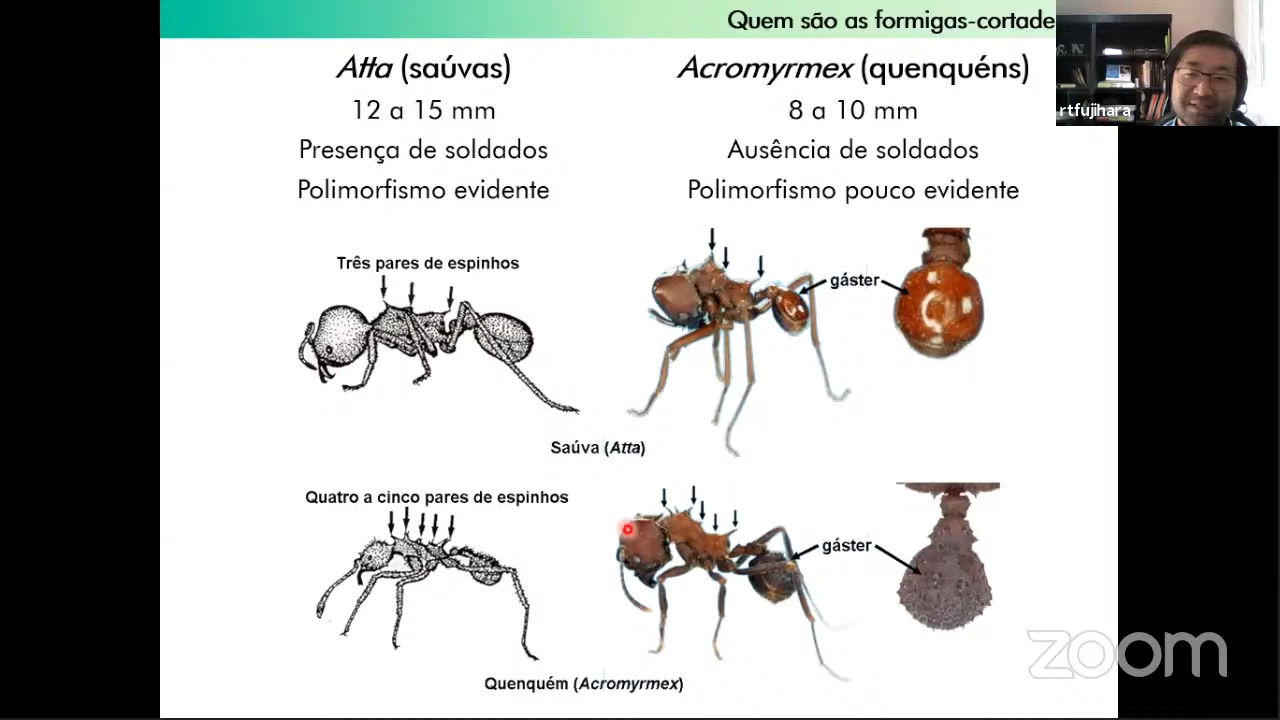 Quem são as formigas-cortade
rtfujihara
Atta (saúvas)
12 a 15 mm
Presença de soldados
Polimorfismo evidente
Acromyrmex (quenquéns)
8 a 10 mm
Ausência de soldados
Polimorfismo pouco evidente
Três pares de espinhos
gáster
Saúva (Atta)
Quatro a cinco pares de espinhos
gáster
Quenquém (Acromyrmex)
zoom